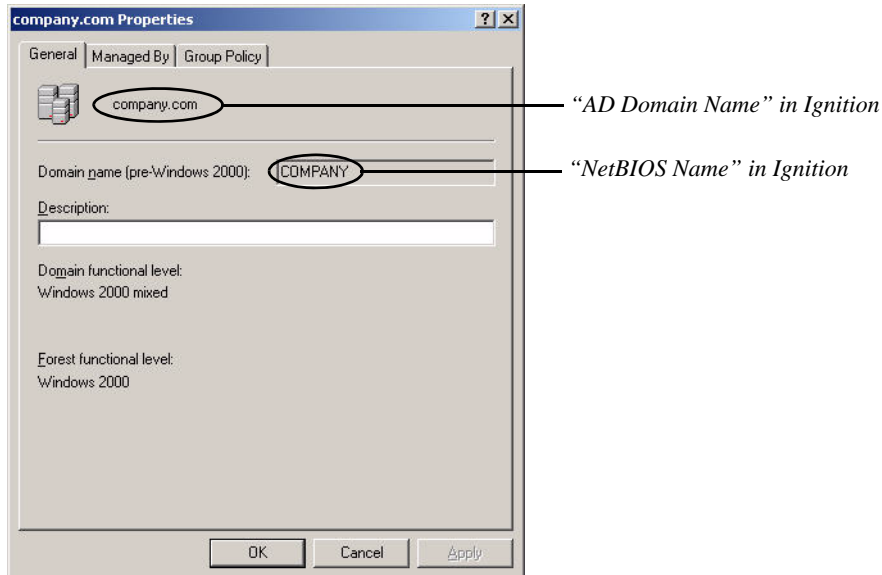 company.com Properties
General Managed By Group Policy
company.com
“AD Domain Name” in Ignition
Domain name (pre-Windows 2000): COMPANY
“NetBIOS Name” in Ignition
Description:
Domain functional level:
Windows 2000 mixed
Forest functional level:
Windows 2000
OK Cancel Apply